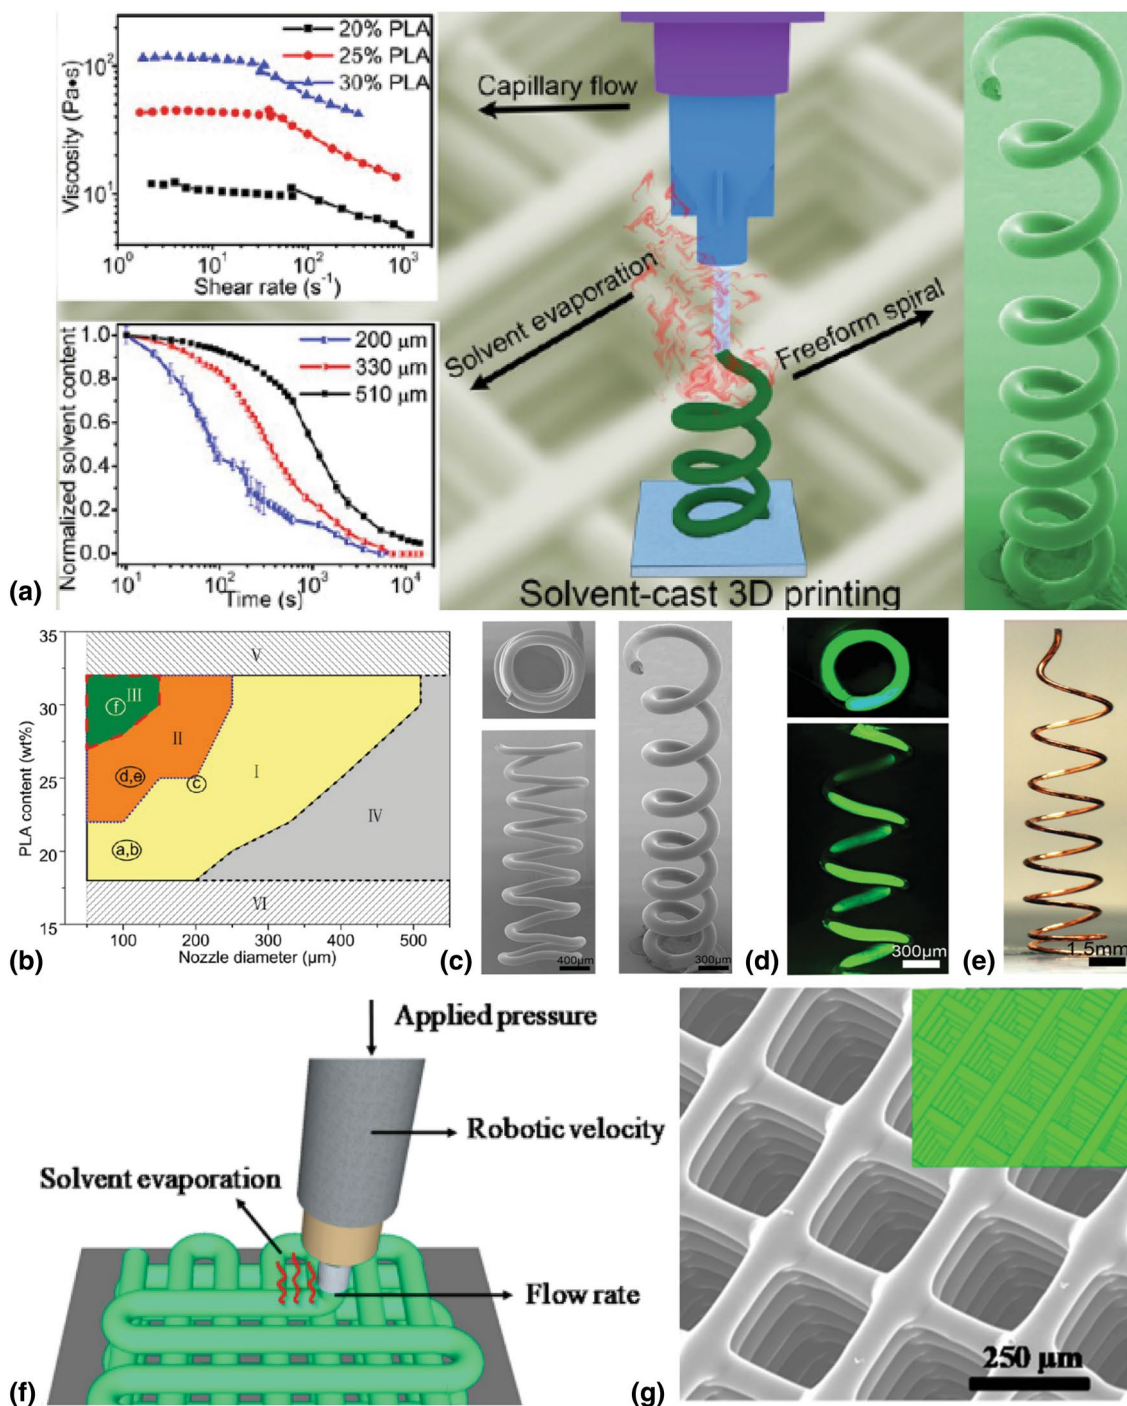 20% PLA
25% PLA
30% PLA
Viscosity (Pa•s)
10²
10¹
10⁰ 10¹ 10² 10³
Shear rate (s⁻¹)
Capillary flow
Solvent evaporation
Freeform spiral
Solvent-cast 3D printing
200 μm
330 μm
510 μm
Normalized solvent content
1.0
0.8
0.6
0.4
0.2
0.0
10¹ 10² 10³ 10⁴
Time (s)
(a)
35
30
25
20
15
PLA content (wt%)
V
III
f
II
d,e
c
I
IV
a,b
VI
100 200 300 400 500
Nozzle diameter (μm)
(b)
400μm
300μm
(c)
300μm
(d)
1.5mm
(e)
Applied pressure
Robotic velocity
Solvent evaporation
Flow rate
(f)
250 μm
(g)